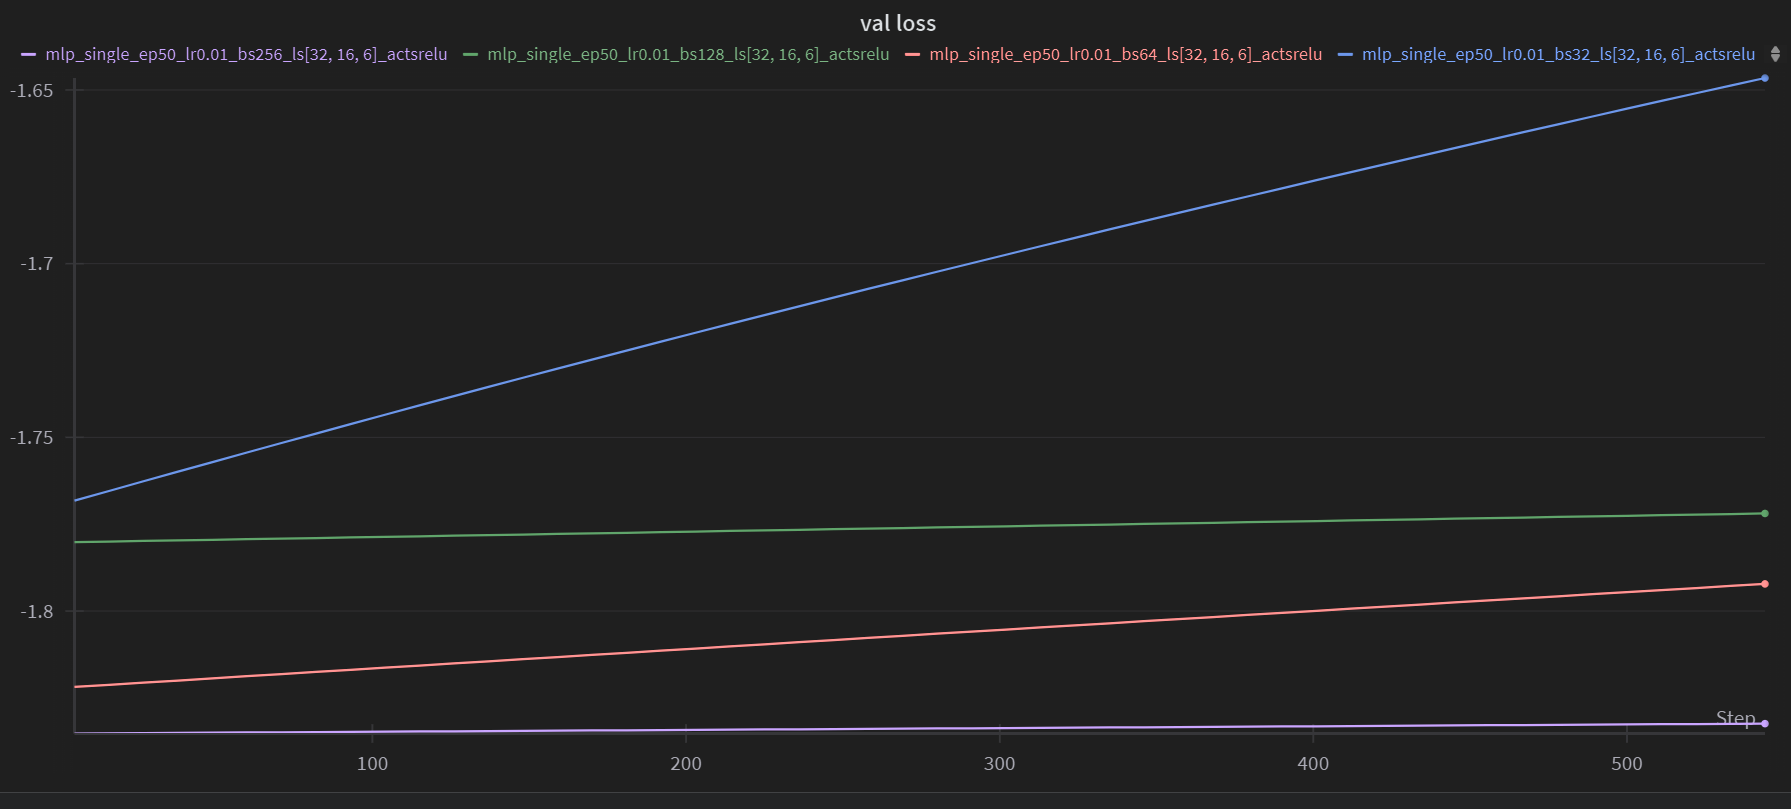 val loss
mlp_single_ep50_lr0.01_bs256_ls[32, 16, 6]_actsrelu mlp_single_ep50_lr0.01_bs128_ls[32, 16, 6]_actsrelu mlp_single_ep50_lr0.01_bs64_ls[32, 16, 6]_actsrelu mlp_single_ep50_lr0.01_bs32_ls[32, 16, 6]_actsrelu
-1.65
-1.7
-1.75
-1.8
Step
100 200 300 400 500